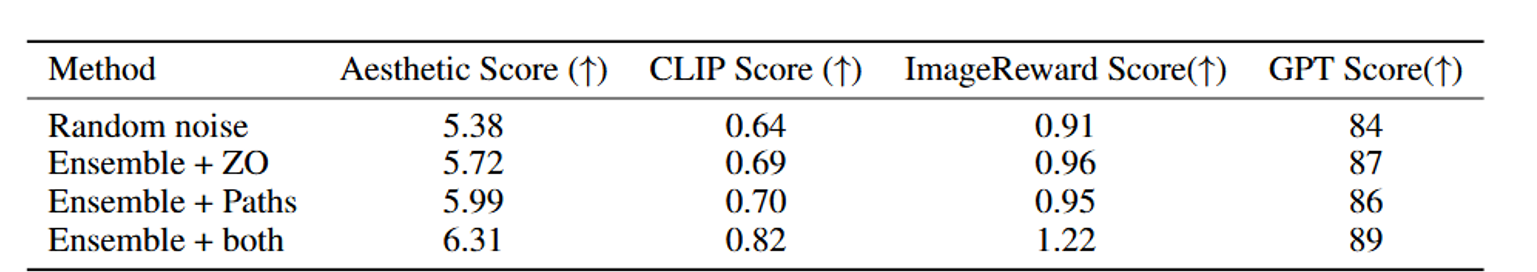 Method Aesthetic Score (↑) CLIP Score (↑) ImageReward Score(↑) GPT Score(↑)
Random noise 5.38 0.64 0.91 84
Ensemble + ZO 5.72 0.69 0.96 87
Ensemble + Paths 5.99 0.70 0.95 86
Ensemble + both 6.31 0.82 1.22 89